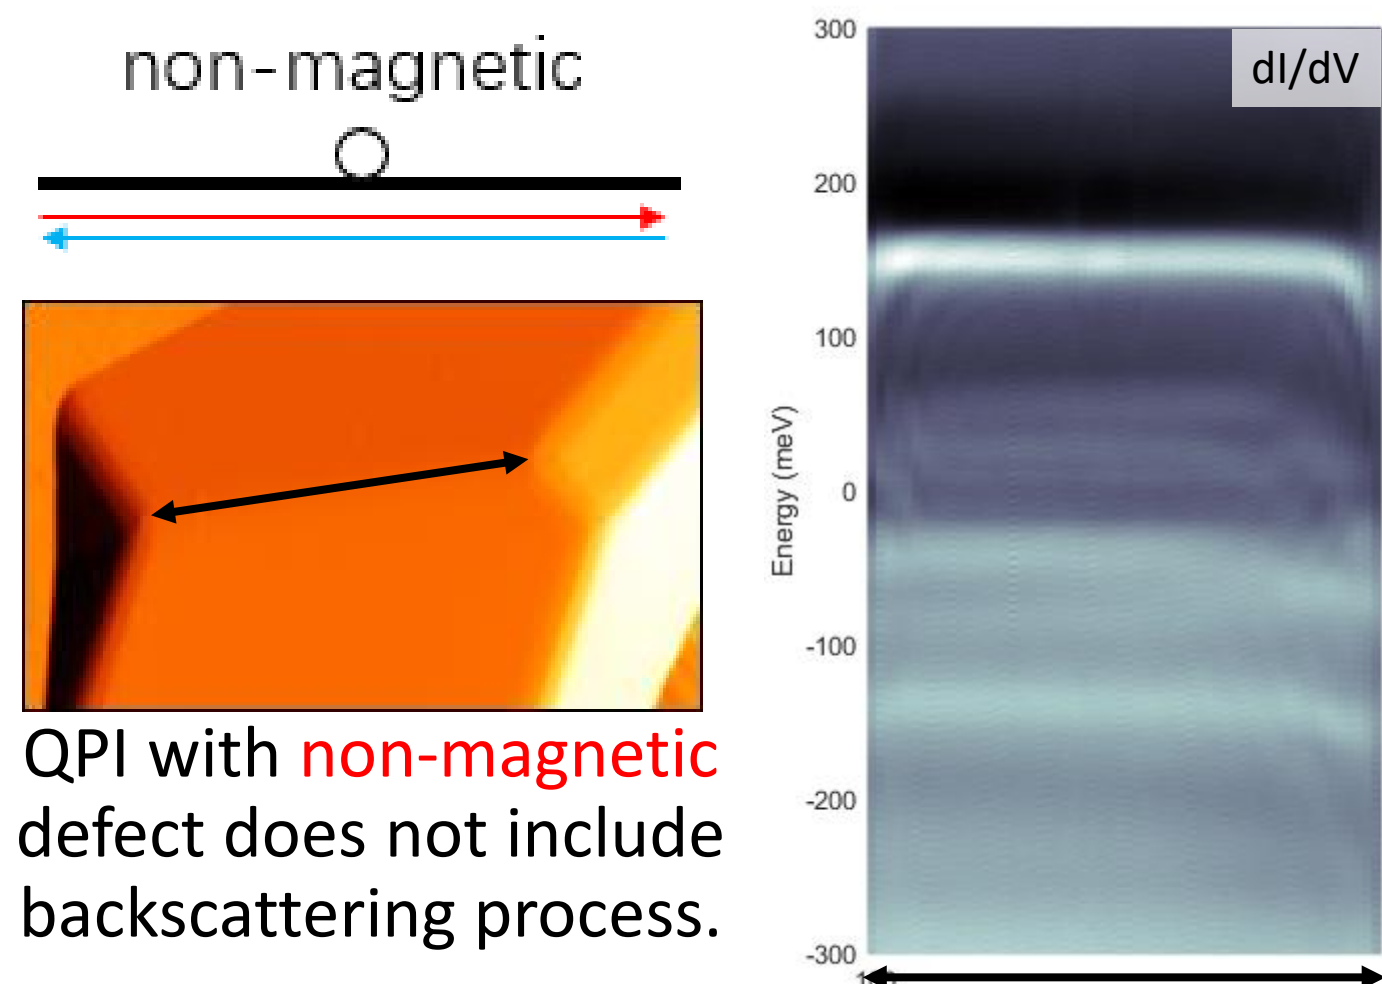 non-magnetic
QPI with non-magnetic
defect does not include
backscattering process.
dI/dV
Energy (meV)
300
200
100
0
-100
-200
-300